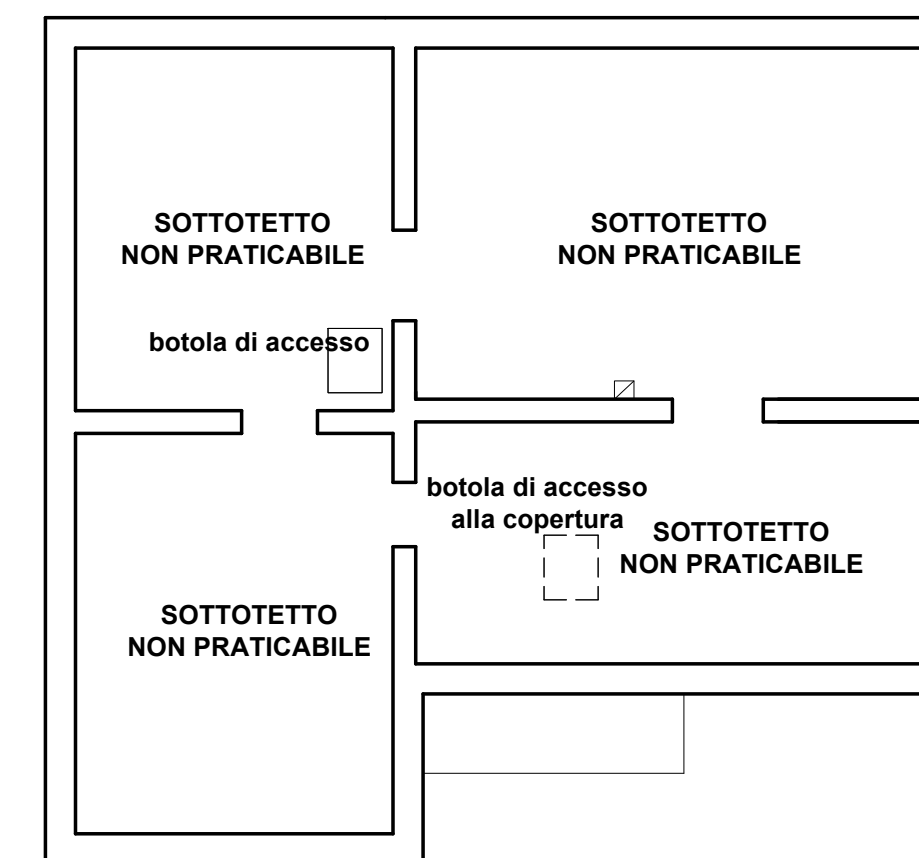 SOTTOTETTO
NON PRATICABILE
SOTTOTETTO
NON PRATICABILE
botola di accesso
botola di accesso
alla copertura
SOTTOTETTO
NON PRATICABILE
SOTTOTETTO
NON PRATICABILE